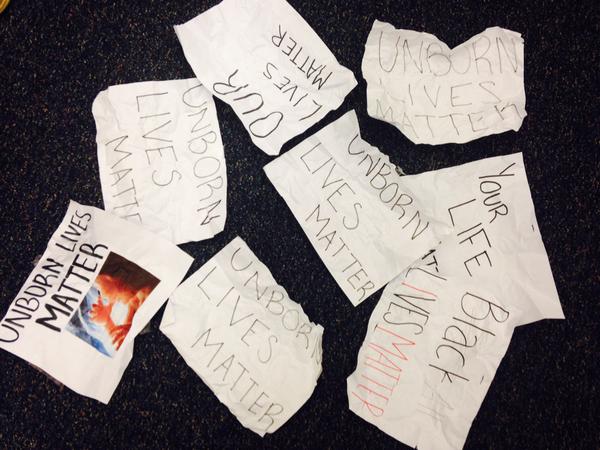 OUR
LIVES
MATTER
UNBORN
LIVES
MATTER
UNBORN
LIVES
MATTE
UNBORN
LIVES
MATTER
YOUR
LIFE
UNBORN LIVES
MATTER
UNBORN
LIVES
MATTER
Black
LIVES MATTER